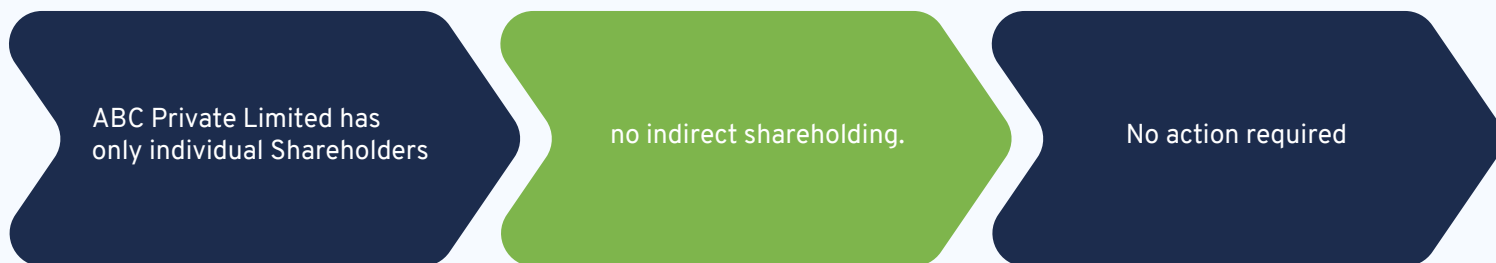 ABC Private Limited has
only individual Shareholders
no indirect shareholding.
No action required